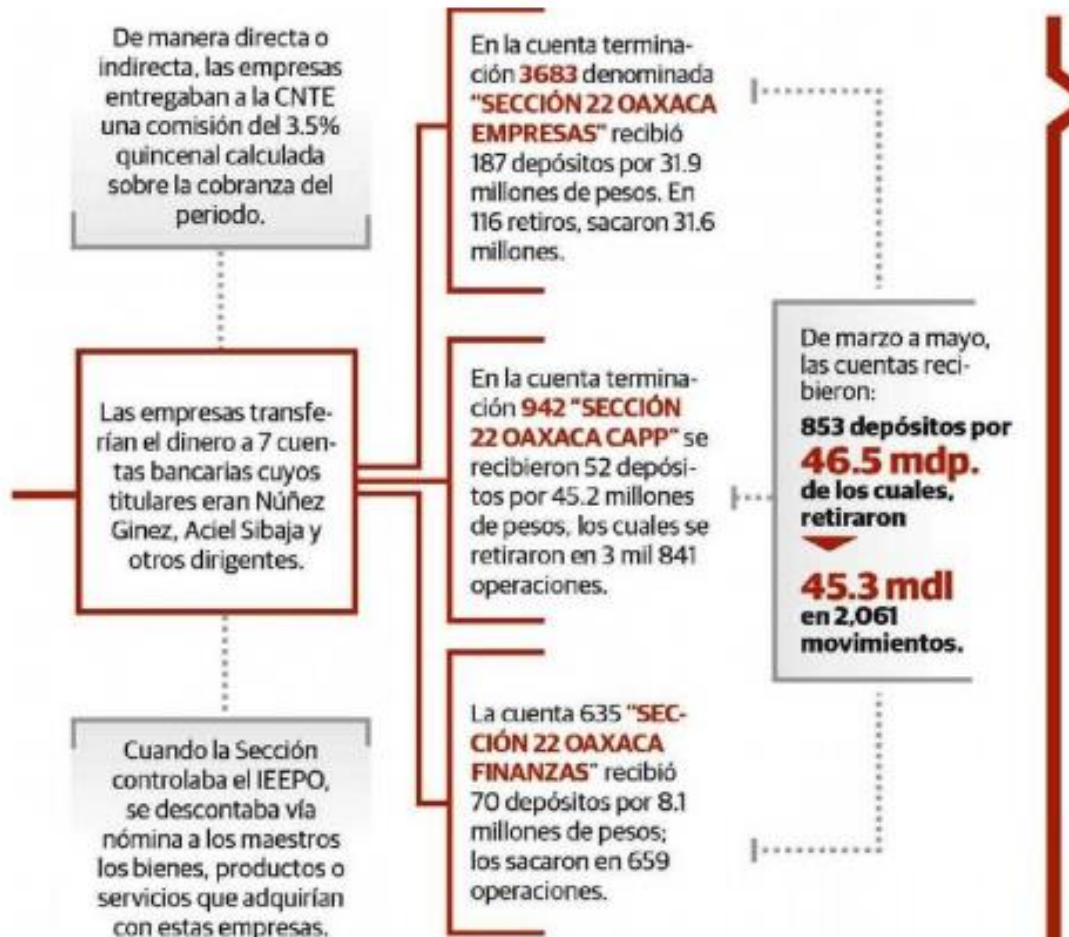 De manera directa o
indirecta, las empresas
entregaban a la CNTE
una comisión del 3.5%
quincenal calculada
sobre la cobranza del
periodo.
Las empresas transfe-
rían el dinero a 7 cuen-
tas bancarias cuyos
titulares eran Núñez
Ginez, Aciel Sibaja y
otros dirigentes.
Cuando la Sección
controlaba el IEEPO,
se descontaba vía
nómina a los maestros
los bienes, productos o
servicios que adquirían
con estas empresas.
En la cuenta termina-
ción 3683 denominada
"SECCIÓN 22 OAXACA
EMPRESAS" recibió
187 depósitos por 31.9
millones de pesos. En
116 retiros, sacaron 31.6
millones.
En la cuenta termina-
ción 942 "SECCIÓN
22 OAXACA CAPP" se
recibieron 52 depósi-
tos por 45.2 millones
de pesos, los cuales se
retiraron en 3 mil 841
operaciones.
La cuenta 635 "SEC-
CIÓN 22 OAXACA
FINANZAS" recibió
70 depósitos por 8.1
millones de pesos;
los sacaron en 659
operaciones.
De marzo a mayo,
las cuentas reci-
bieron:
853 depósitos por
46.5 mdp.
de los cuales,
retiraron
45.3 mdl
en 2,061
movimientos.